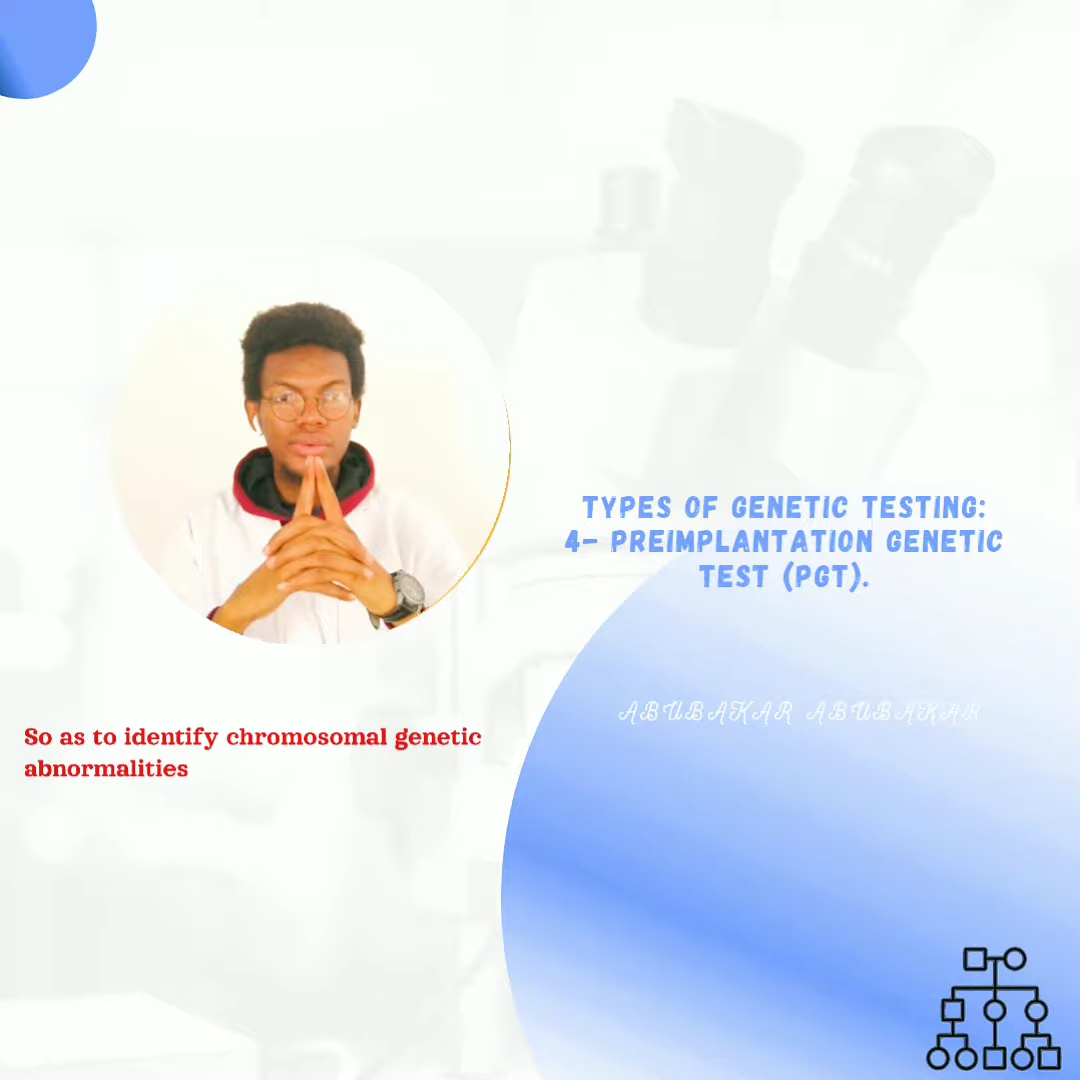 TYPES OF GENETIC TESTING:
4- PREIMPLANTATION GENETIC
TEST (PGT).
ABUBAKAR ABUBAKAR
So as to identify chromosomal genetic
abnormalities